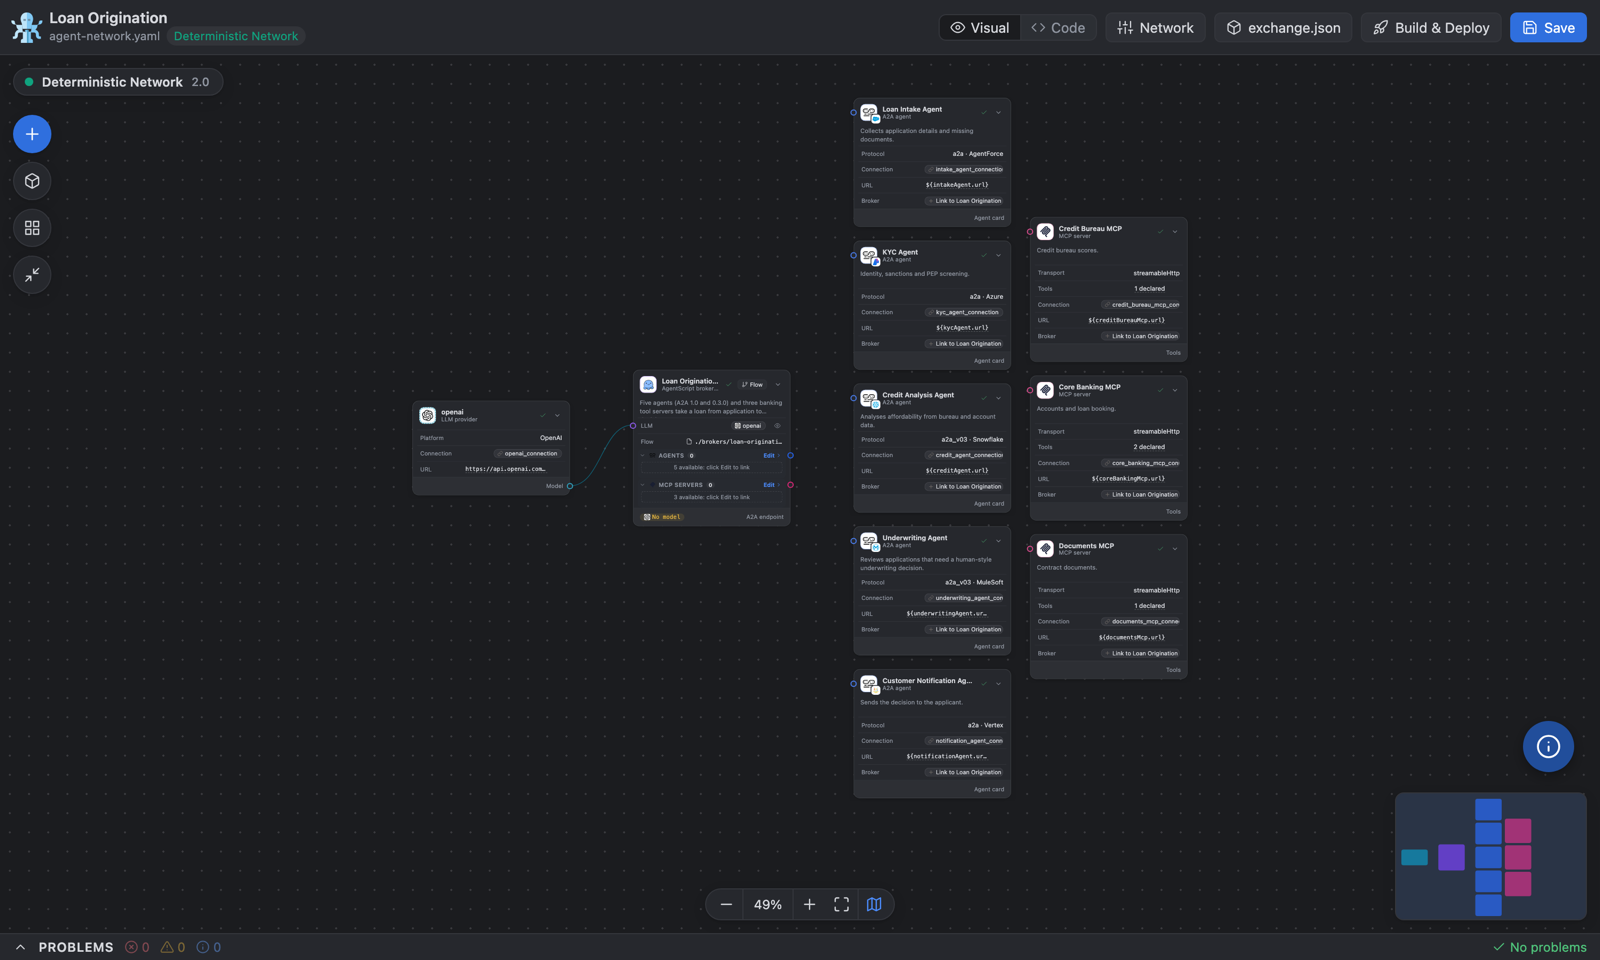 Loan Origination
agent-network.yaml
Deterministic Network
Visual
Code
Network
exchange.json
Build & Deploy
Save
Deterministic Network 2.0
openai
LLM provider
Platform OpenAI
Connection openai_connection
URL https://api.openai.com…
Model
Loan Originatio…
AgentScript broker…
Flow
Five agents (A2A 1.0 and 0.3.0) and three banking
tool servers take a loan from application to…
LLM openai
Flow ./brokers/loan-originati…
AGENTS 0 Edit
5 available: click Edit to link
MCP SERVERS 0 Edit
3 available: click Edit to link
No model
A2A endpoint
Loan Intake Agent
A2A agent
Collects application details and missing
documents.
Protocol a2a · AgentForce
Connection intake_agent_connectio
URL ${intakeAgent.url}
Broker + Link to Loan Origination
Agent card
KYC Agent
A2A agent
Identity, sanctions and PEP screening.
Protocol a2a · Azure
Connection kyc_agent_connection
URL ${kycAgent.url}
Broker + Link to Loan Origination
Agent card
Credit Analysis Agent
A2A agent
Analyses affordability from bureau and account
data.
Protocol a2a_v03 · Snowflake
Connection credit_agent_connection
URL ${creditAgent.url}
Broker + Link to Loan Origination
Agent card
Underwriting Agent
A2A agent
Reviews applications that need a human-style
underwriting decision.
Protocol a2a_v03 · MuleSoft
Connection underwriting_agent_con
URL ${underwritingAgent.ur…
Broker + Link to Loan Origination
Agent card
Customer Notification Ag…
A2A agent
Sends the decision to the applicant.
Protocol a2a · Vertex
Connection notification_agent_conn
URL ${notificationAgent.ur…
Broker + Link to Loan Origination
Agent card
Credit Bureau MCP
MCP server
Credit bureau scores.
Transport streamableHttp
Tools 1 declared
Connection credit_bureau_mcp_con
URL ${creditBureauMcp.url}
Broker + Link to Loan Origination
Tools
Core Banking MCP
MCP server
Accounts and loan booking.
Transport streamableHttp
Tools 2 declared
Connection core_banking_mcp_con
URL ${coreBankingMcp.url}
Broker + Link to Loan Origination
Tools
Documents MCP
MCP server
Contract documents.
Transport streamableHttp
Tools 1 declared
Connection documents_mcp_conne
URL ${documentsMcp.url}
Broker + Link to Loan Origination
Tools
49%
PROBLEMS 0 0 0
No problems